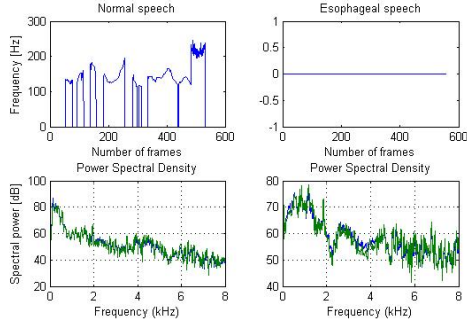 Normal speech
Esophageal speech
Frequency [Hz]
300
200
100
0
0 200 400 600
Number of frames
1
0.5
0
-0.5
-1
0 200 400 600
Number of frames
Power Spectral Density
Power Spectral Density
Spectral power [dB]
100
80
60
40
20
0 2 4 6 8
Frequency (kHz)
80
70
60
50
40
0 2 4 6 8
Frequency (kHz)